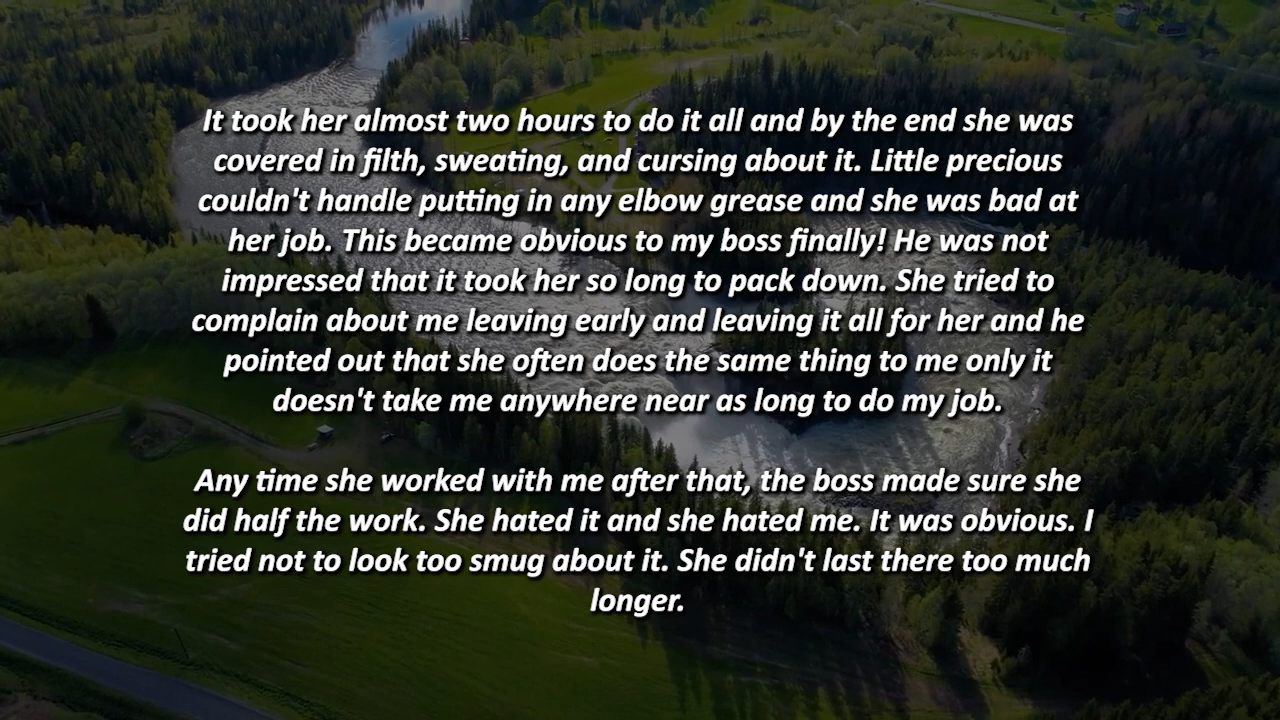 It took her almost two hours to do it all and by the end she was
covered in filth, sweating, and cursing about it. Little precious
couldn't handle putting in any elbow grease and she was bad at
her job. This became obvious to my boss finally! He was not
impressed that it took her so long to pack down. She tried to
complain about me leaving early and leaving it all for her and he
pointed out that she often does the same thing to me only it
doesn't take me anywhere near as long to do my job.
Any time she worked with me after that, the boss made sure she
did half the work. She hated it and she hated me. It was obvious. I
tried not to look too smug about it. She didn't last there too much
longer.